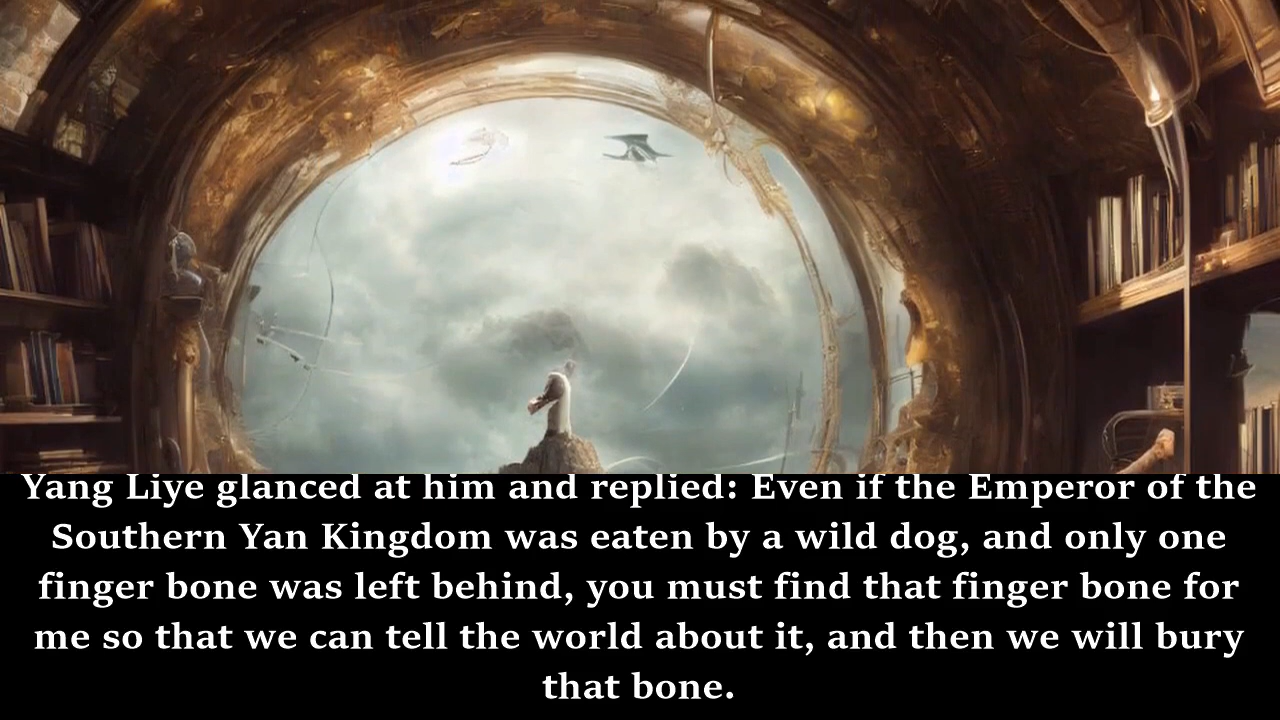 Yang Liye glanced at him and replied: Even if the Emperor of the
Southern Yan Kingdom was eaten by a wild dog, and only one
finger bone was left behind, you must find that finger bone for
me so that we can tell the world about it, and then we will bury
that bone.